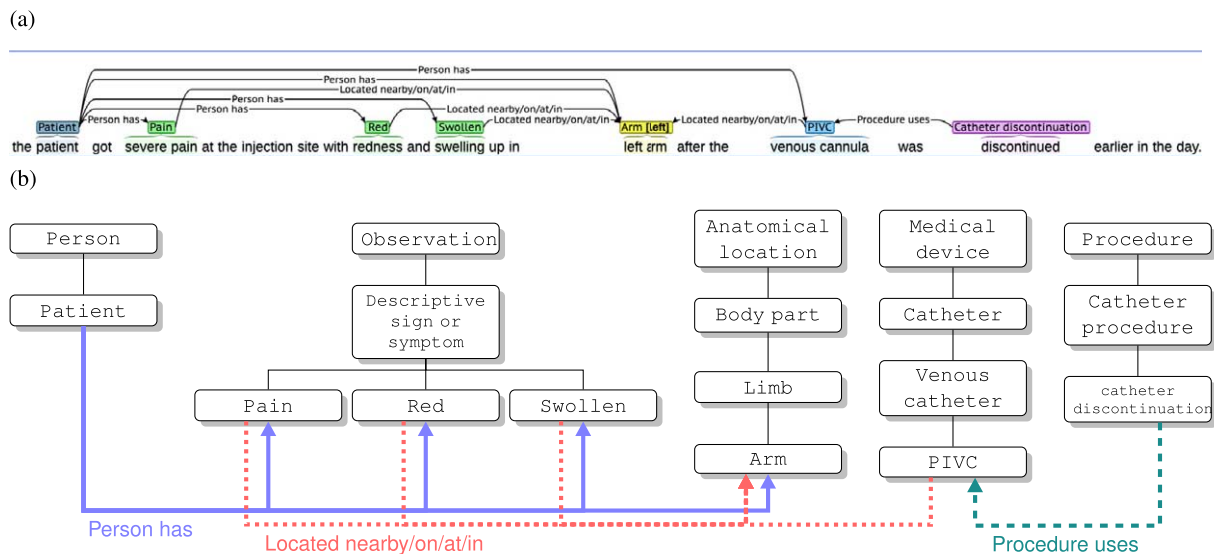 (a)
Person has
Person has
Located nearby/on/at/in
Person has
Person has
Located nearby/on/at/in
Person has
Located nearby/on/at/in
Located nearby/on/at/in
Procedure uses
Patient Pain Red Swollen Arm [left] PIVC Catheter discontinuation
the patient got severe pain at the injection site with redness and swelling up in left arm after the venous cannula was discontinued earlier in the day.
(b)
Person
Patient
Observation
Descriptive
sign or
symptom
Pain
Red
Swollen
Anatomical
location
Body part
Limb
Arm
Medical
device
Catheter
Venous
catheter
PIVC
Procedure
Catheter
procedure
catheter
discontinuation
Person has
Located nearby/on/at/in
Procedure uses